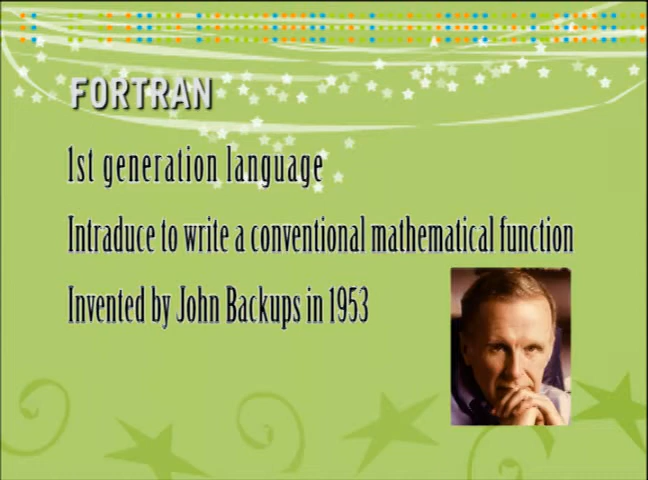 FORTRAN
1st generation language
Intraduce to write a conventional mathematical function
Invented by John Backups in 1953